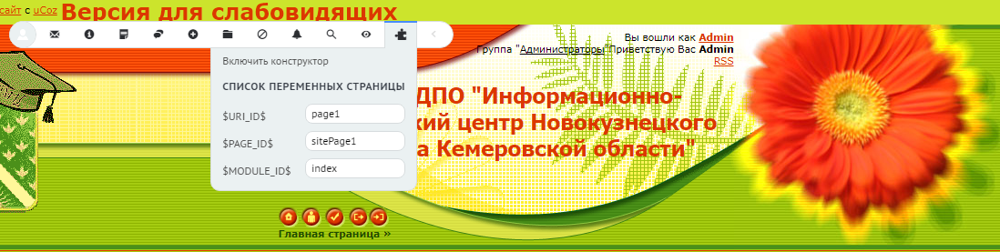 сайт с uCoz Версия для слабовидящих
Вы вошли как Admin
Группа "Администраторы"Приветствую Вас Admin
RSS
Включить конструктор
СПИСОК ПЕРЕМЕННЫХ СТРАНИЦЫ
$URI_ID$ page1
$PAGE_ID$ sitePage1
$MODULE_ID$ index
ДПО "Информационно-
кий центр Новокузнецкого
а Кемеровской области"
Главная страница »